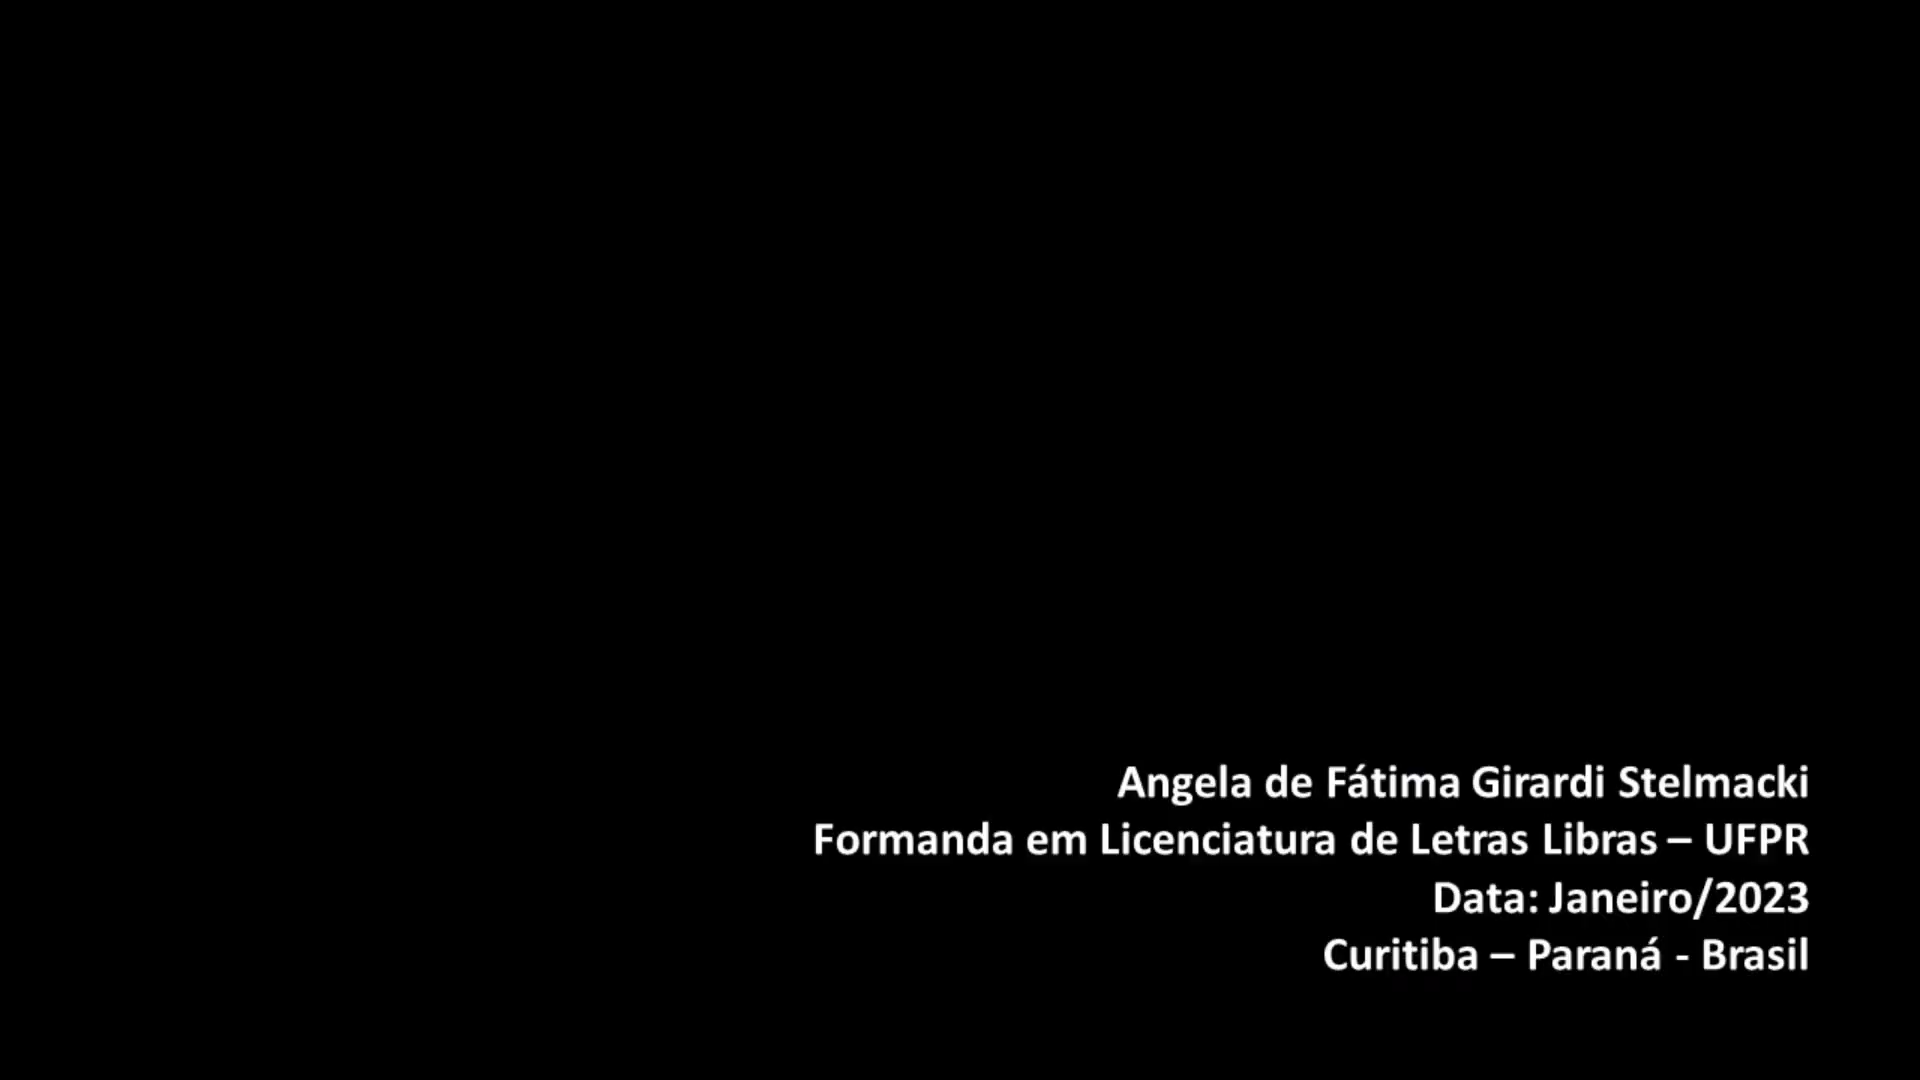 Angela de Fátima Girardi Stelmacki
Formanda em Licenciatura de Letras Libras – UFPR
Data: Janeiro/2023
Curitiba – Paraná - Brasil